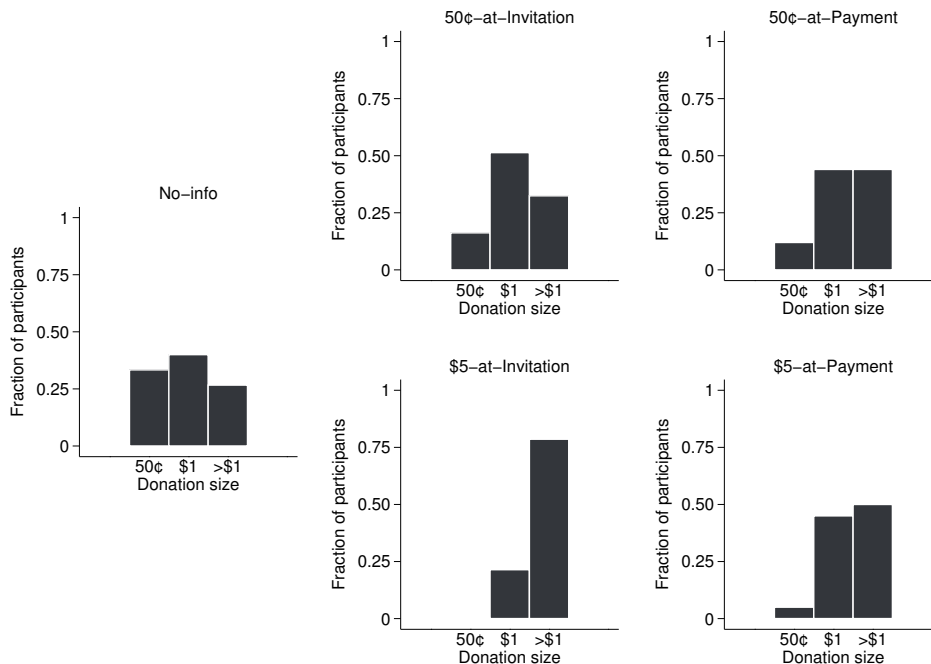 50¢−at−Invitation
1
0.75
0.50
0.25
0
Fraction of participants
50¢ $1 >$1
Donation size
50¢−at−Payment
1
0.75
0.50
0.25
0
Fraction of participants
50¢ $1 >$1
Donation size
No−info
1
0.75
0.50
0.25
0
Fraction of participants
50¢ $1 >$1
Donation size
$5−at−Invitation
1
0.75
0.50
0.25
0
Fraction of participants
50¢ $1 >$1
Donation size
$5−at−Payment
1
0.75
0.50
0.25
0
Fraction of participants
50¢ $1 >$1
Donation size